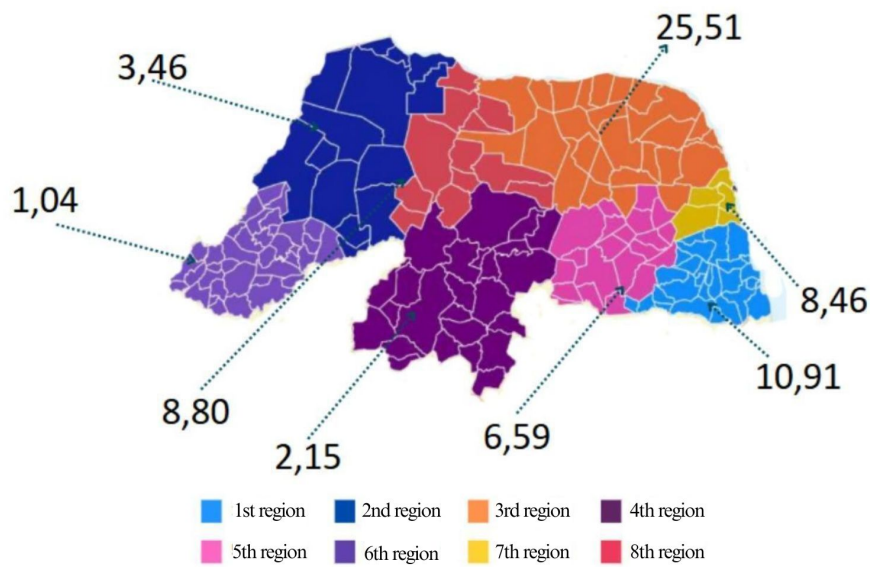 25,51
3,46
1,04
8,46
10,91
8,80
6,59
2,15
1st region
2nd region
3rd region
4th region
5th region
6th region
7th region
8th region